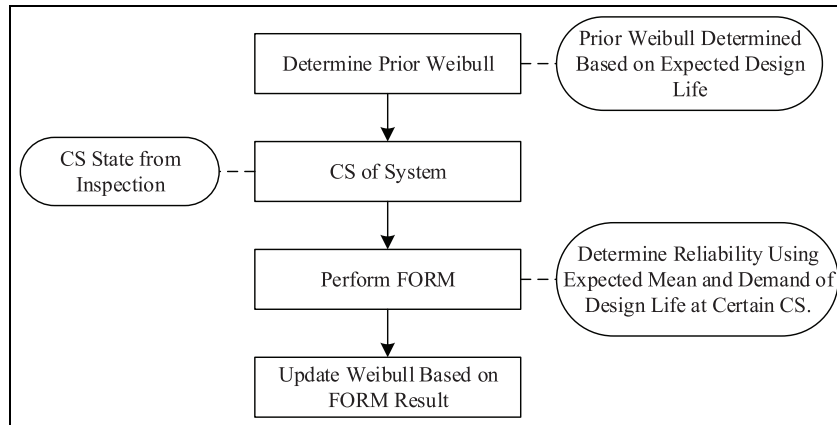 Determine Prior Weibull
Prior Weibull Determined
Based on Expected Design
Life
CS State from
Inspection
CS of System
Perform FORM
Determine Reliability Using
Expected Mean and Demand of
Design Life at Certain CS.
Update Weibull Based on
FORM Result